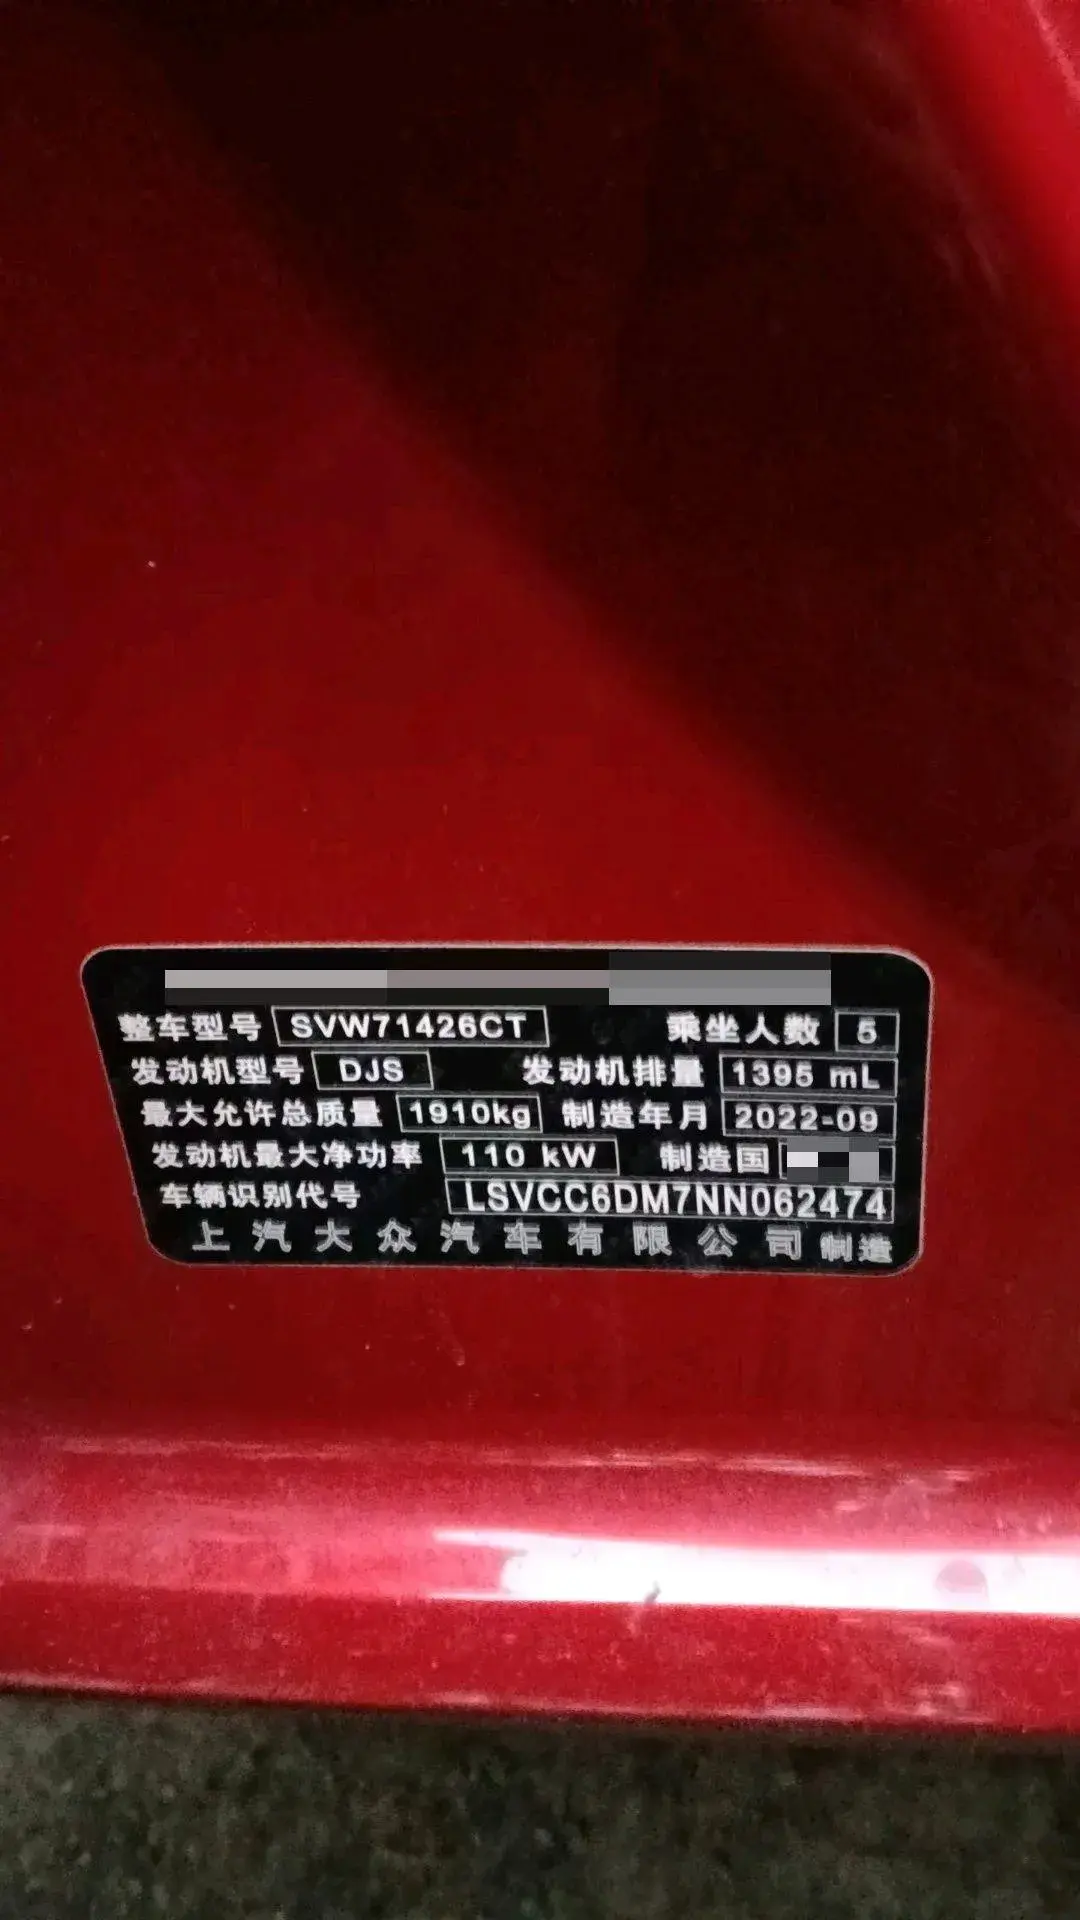 整车型号 SVW71426CT 乘坐人数 5
发动机型号 DJS 发动机排量 1395 mL
最大允许总质量 1910kg 制造年月 2022-09
发动机最大净功率 110 kW 制造国
车辆识别代号 LSVCC6DM7NN062474
上汽大众汽车有限公司制造